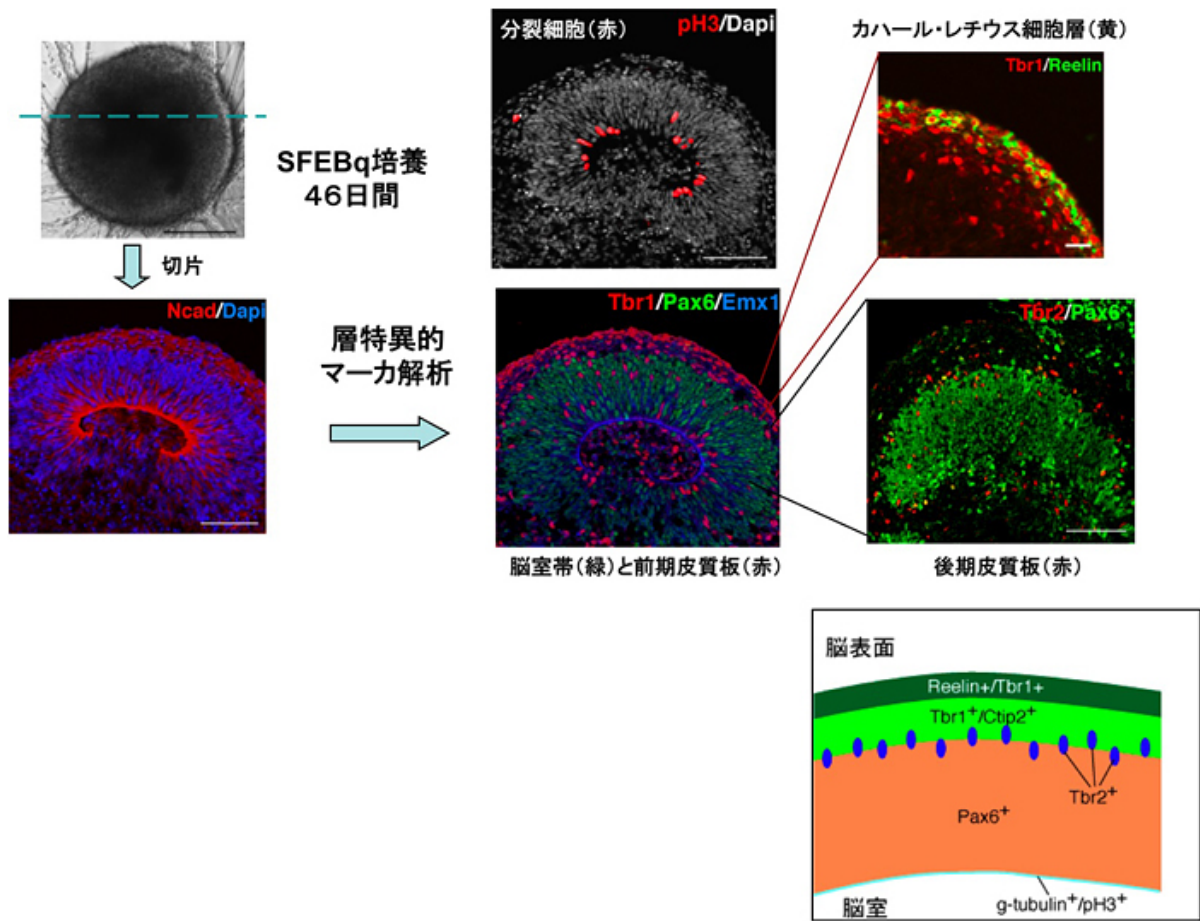 分裂細胞(赤)
pH3/Dapi
カハール・レチウス細胞層(黄)
Tbr1/Reelin
SFEBq培養
46日間
切片
Ncad/Dapi
層特異的
マーカ解析
Tbr1/Pax6/Emx1
Tbr2/Pax6
脳室帯(緑)と前期皮質板(赤)
後期皮質板(赤)
脳表面
Reelin+/Tbr1+
Tbr1+/Ctip2+
Tbr2+
Pax6+
g-tubulin+/pH3+
脳室